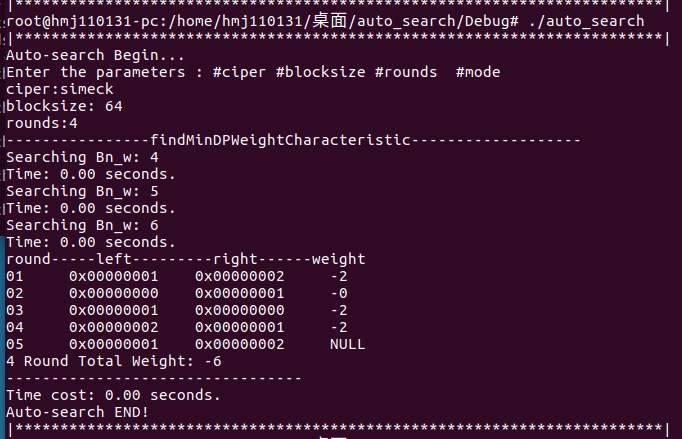 |***************************************************************************|
root@hmj110131-pc:/home/hmj110131/桌面/auto_search/Debug# ./auto_search
|***************************************************************************|
Auto-search Begin...
Enter the parameters : #ciper #blocksize #rounds  #mode
ciper:simeck
blocksize: 64
rounds:4
-----------------findMinDPWeightCharacteristic-------------------
Searching Bn_w: 4
Time: 0.00 seconds.
Searching Bn_w: 5
Time: 0.00 seconds.
Searching Bn_w: 6
Time: 0.00 seconds.
round-----left---------right------weight
01     0x00000001    0x00000002     -2
02     0x00000000    0x00000001     -0
03     0x00000001    0x00000000     -2
04     0x00000002    0x00000001     -2
05     0x00000001    0x00000002     NULL
4 Round Total Weight: -6
---------------------------------
Time cost: 0.00 seconds.
Auto-search END!
|***************************************************************************|